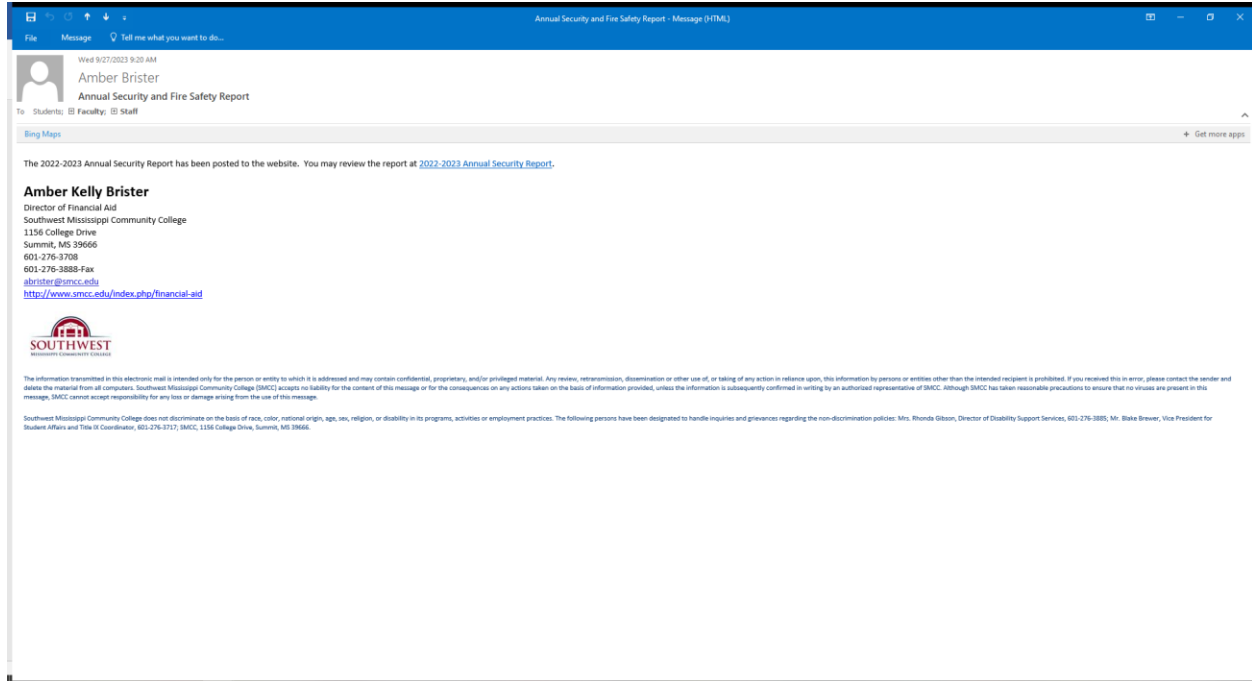 Annual Security and Fire Safety Report - Message (HTML)
File Message Tell me what you want to do...
Wed 9/27/2023 9:20 AM
Amber Brister
Annual Security and Fire Safety Report
To Students; Faculty; Staff
Bing Maps + Get more apps
The 2022-2023 Annual Security Report has been posted to the website. You may review the report at 2022-2023 Annual Security Report.
Amber Kelly Brister
Director of Financial Aid
Southwest Mississippi Community College
1156 College Drive
Summit, MS 39666
601-276-3708
601-276-3888-Fax
abrister@smcc.edu
http://www.smcc.edu/index.php/financial-aid
SOUTHWEST
MISSISSIPPI COMMUNITY COLLEGE
The information transmitted in this electronic mail is intended only for the person or entity to which it is addressed and may contain confidential, proprietary, and/or privileged material. Any review, retransmission, dissemination or other use of, or taking of any action in reliance upon, this information by persons or entities other than the intended recipient is prohibited. If you received this in error, please contact the sender and
delete the material from all computers. Southwest Mississippi Community College (SMCC) accepts no liability for the content of this message or for the consequences on any actions taken on the basis of information provided, unless the information is subsequently confirmed in writing by an authorized representative of SMCC. Although SMCC has taken reasonable precautions to ensure that no viruses are present in this
message, SMCC cannot accept responsibility for any loss or damage arising from the use of this message.
Southwest Mississippi Community College does not discriminate on the basis of race, color, national origin, age, sex, religion, or disability in its programs, activities or employment practices. The following persons have been designated to handle inquiries and grievances regarding the non-discrimination policies: Mrs. Rhonda Gibson, Director of Disability Support Services, 601-276-3885; Mr. Blake Brewer, Vice President for
Student Affairs and Title IX Coordinator, 601-276-3717; SMCC, 1156 College Drive, Summit, MS 39666.